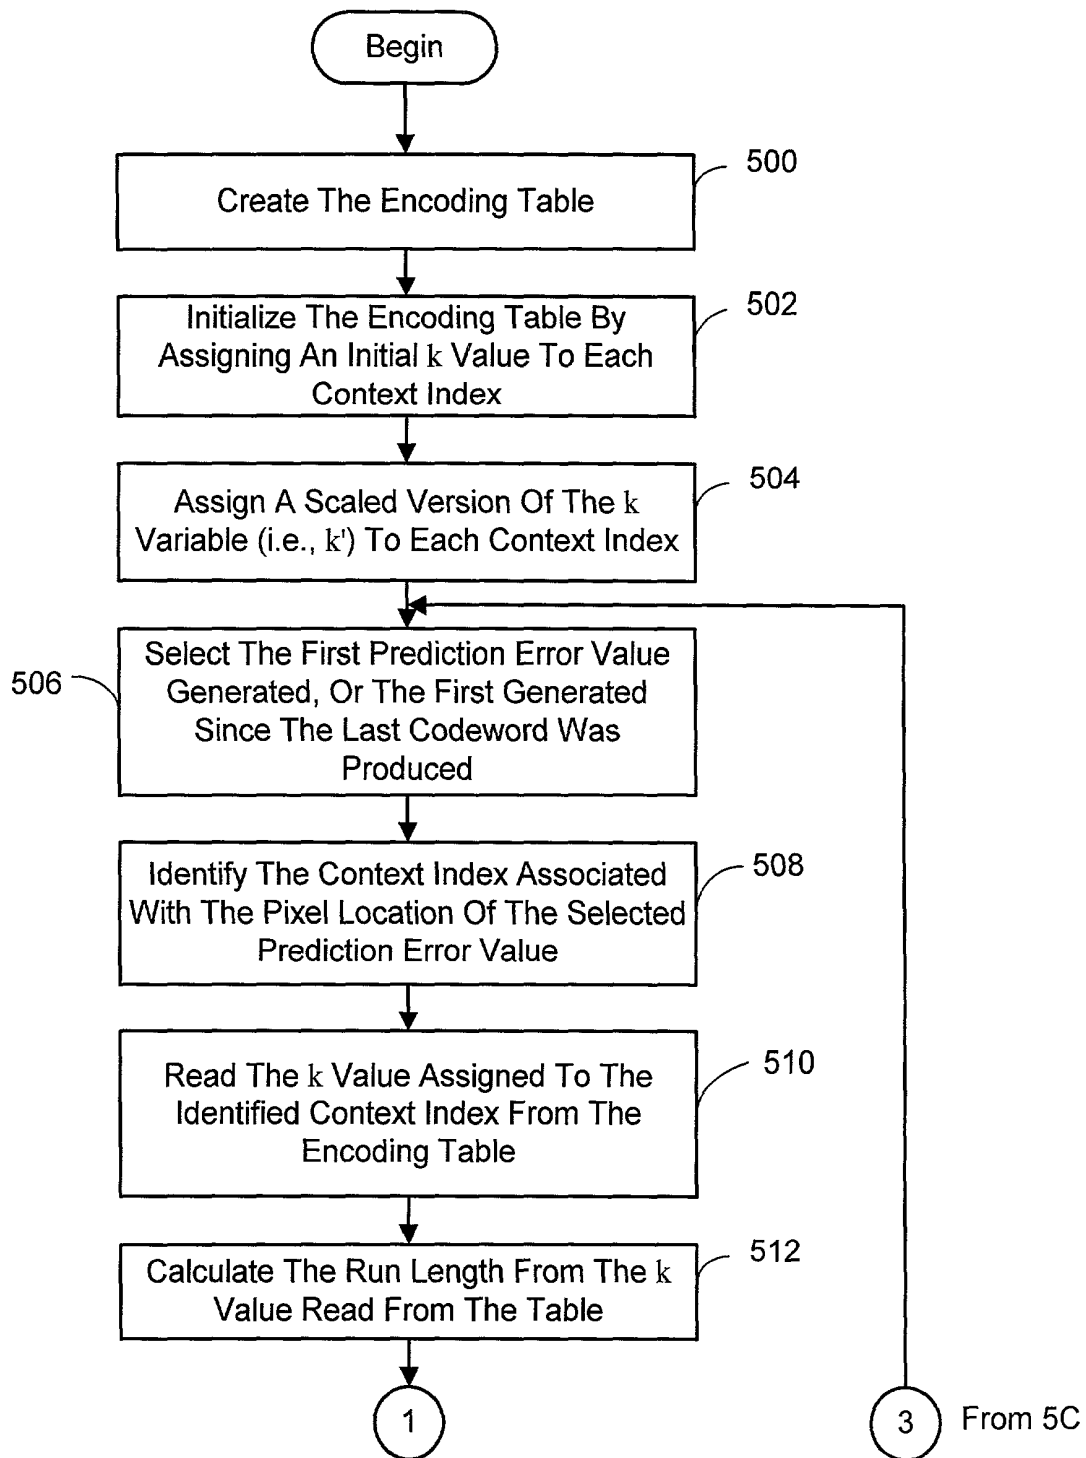 Begin
500
Create The Encoding Table
502
Initialize The Encoding Table By
Assigning An Initial k Value To Each
Context Index
504
Assign A Scaled Version Of The k
Variable (i.e., k') To Each Context Index
506
Select The First Prediction Error Value
Generated, Or The First Generated
Since The Last Codeword Was
Produced
508
Identify The Context Index Associated
With The Pixel Location Of The Selected
Prediction Error Value
510
Read The k Value Assigned To The
Identified Context Index From The
Encoding Table
512
Calculate The Run Length From The k
Value Read From The Table
1
3 From 5C